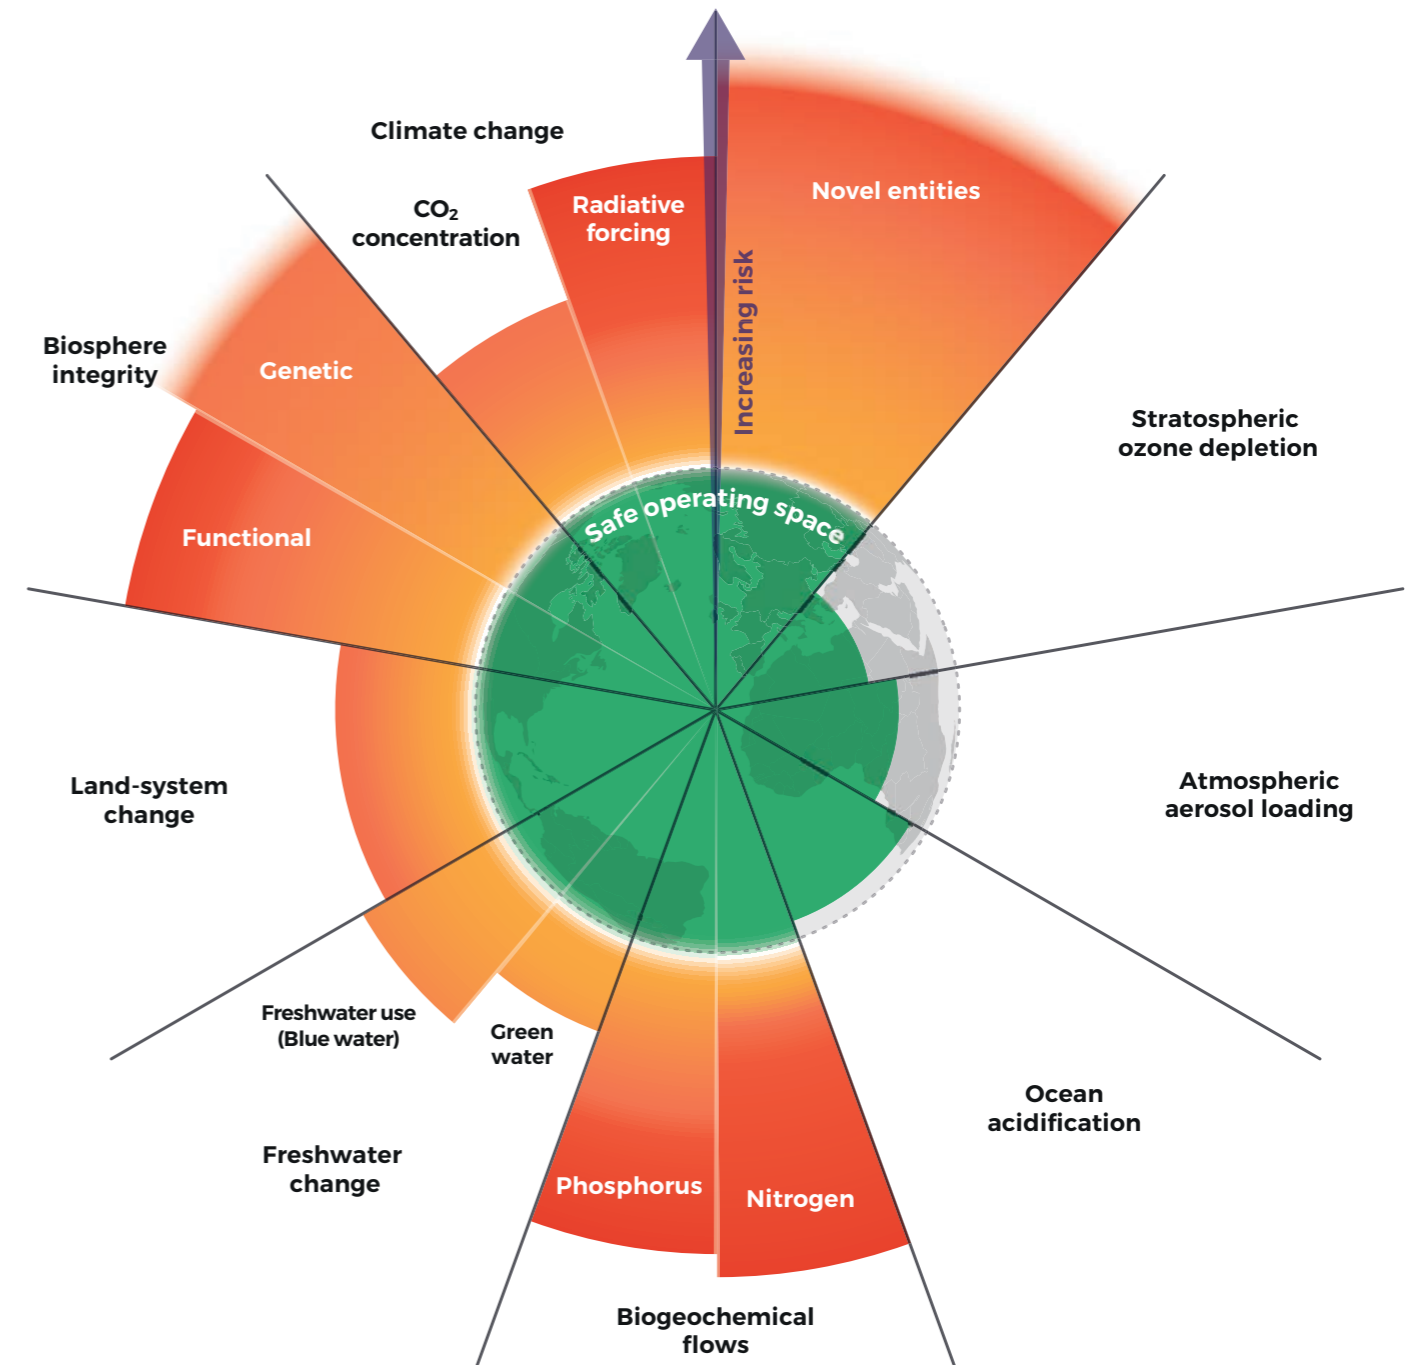 Climate change
CO₂
concentration
Radiative
forcing
Novel entities
Increasing risk
Biosphere
integrity
Genetic
Functional
Stratospheric
ozone depletion
Safe operating space
Land-system
change
Atmospheric
aerosol loading
Freshwater use
(Blue water)
Green
water
Freshwater
change
Ocean
acidification
Phosphorus
Nitrogen
Biogeochemical
flows